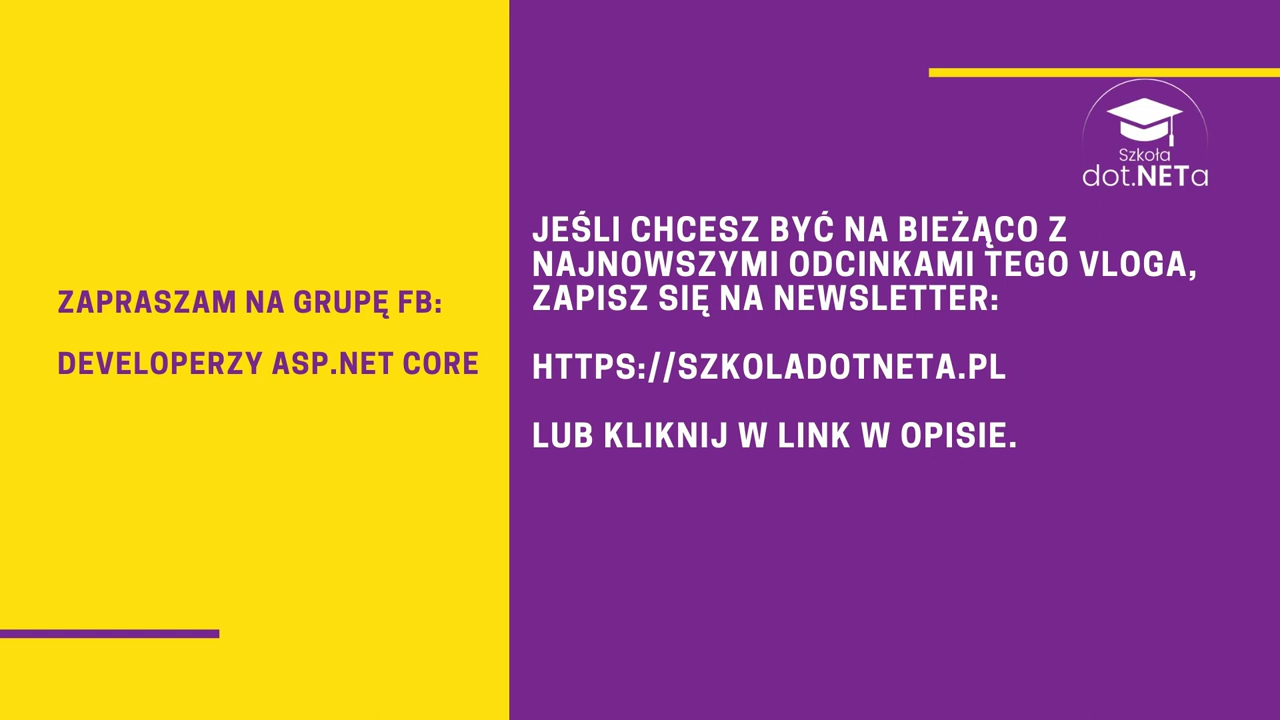 ZAPRASZAM NA GRUPĘ FB:
DEVELOPERZY ASP.NET CORE
Szkoła
dot.NETa
JEŚLI CHCESZ BYĆ NA BIEŻĄCO Z
NAJNOWSZYMI ODCINKAMI TEGO VLOGA,
ZAPISZ SIĘ NA NEWSLETTER:
HTTPS://SZKOLADOTNETA.PL
LUB KLIKNIJ W LINK W OPISIE.